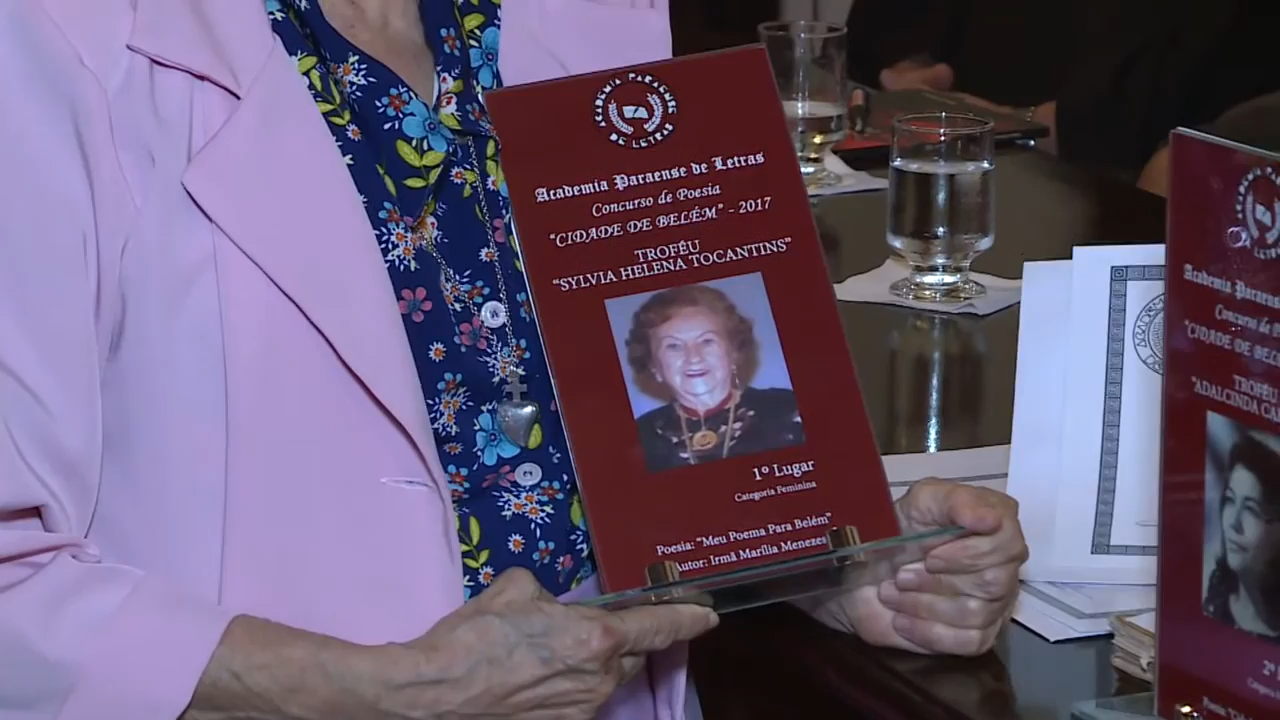 ACADEMIA PARAENSE
DE LETRAS
Academia Paraense de Letras
Concurso de Poesia
"CIDADE DE BELÉM" - 2017
TROFÉU
"SYLVIA HELENA TOCANTINS"
1º Lugar
Categoria Feminina
Poesia: "Meu Poema Para Belém"
Autor: Irmã Marília Menezes
Academia Paraense
Concurso de
"CIDADE DE BELÉ
TROFÉU
"ADALCINDA CA
2º